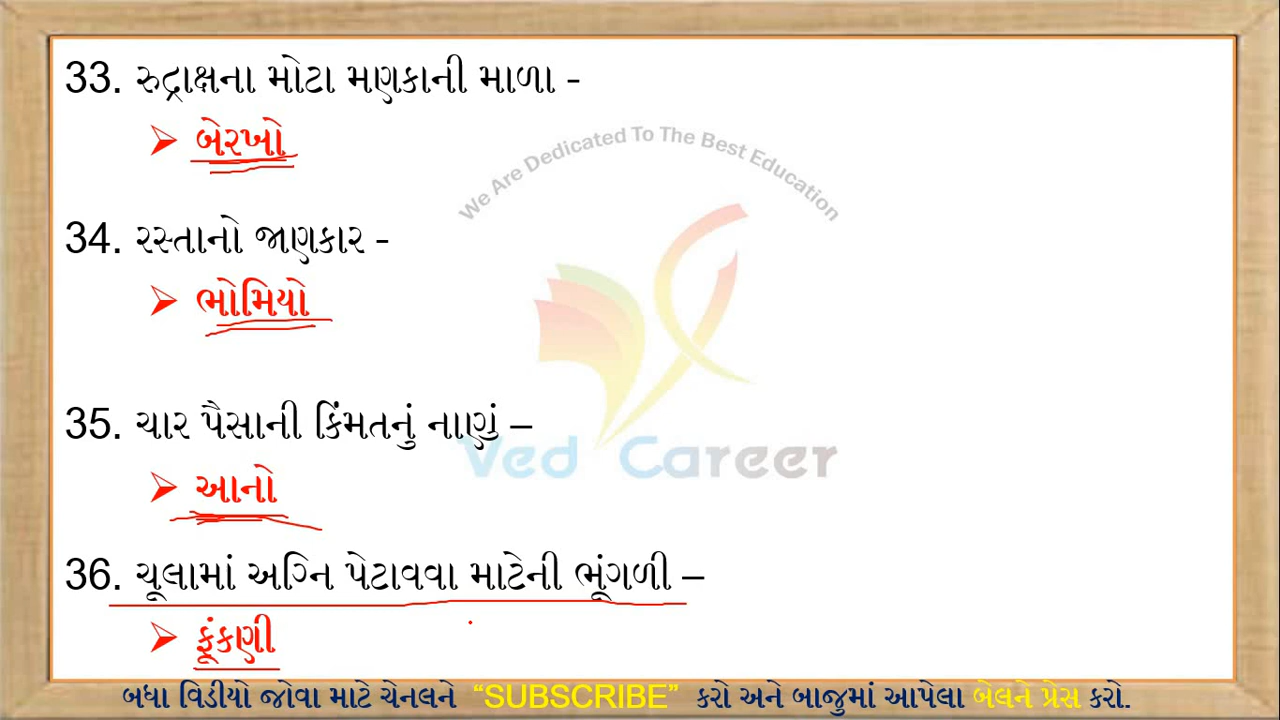 33. રુદ્રાક્ષના મોટા મણકાની માળા -
➢ બેરખો
We Are Dedicated To The Best Education
34. રસ્તાનો જાણકાર -
➢ ભોમિયો
35. ચાર પૈસાની કિંમતનું નાણું –
Ved Career
➢ આનો
36. ચૂલામાં અગ્નિ પેટાવવા માટેની ભૂંગળી –
➢ ફૂંકણી
બધા વિડીયો જોવા માટે ચેનલને “SUBSCRIBE” કરો અને બાજુમાં આપેલા બેલને પ્રેસ કરો.